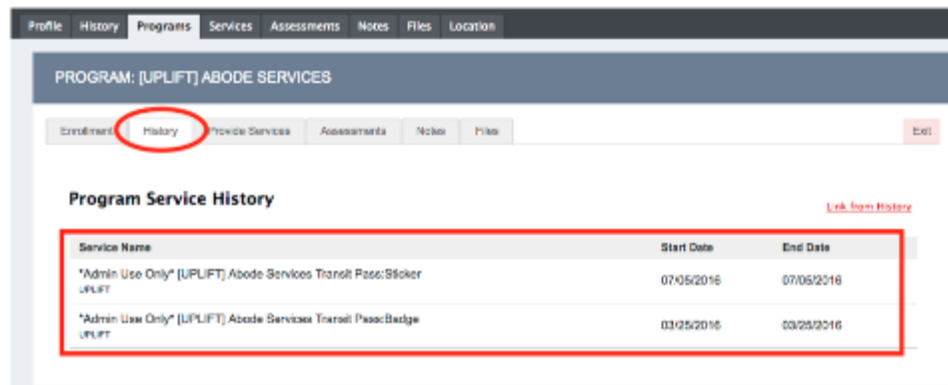 Profile History Programs Services Assessments Notes Files Location
PROGRAM: [UPLIFT] ABODE SERVICES
Enrollment History Provide Services Assessments Notes Files Exit
Program Service History
Link from History
Service Name Start Date End Date
"Admin Use Only" [UPLIFT] Abode Services Transit Pass:Sticker 07/05/2016 07/05/2016
UPLIFT
"Admin Use Only" [UPLIFT] Abode Services Transit Pass:Badge 03/25/2016 03/25/2016
UPLIFT